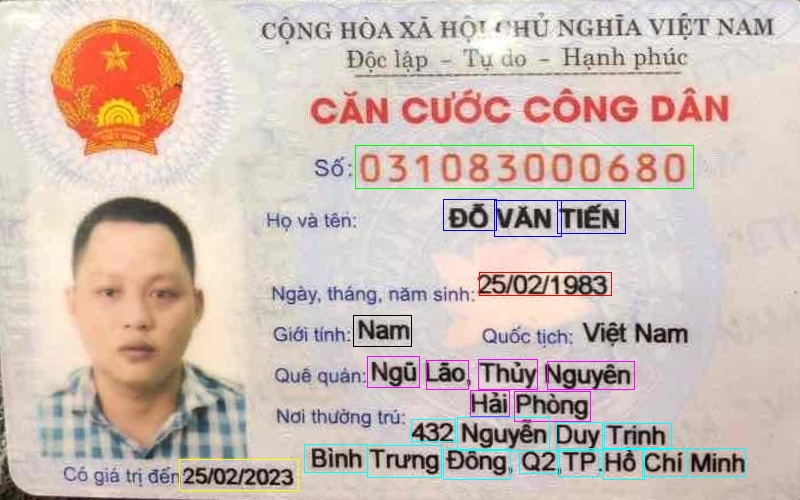 CỘNG HÒA XÃ HỘI CHỦ NGHĨA VIỆT NAM
Độc lập - Tự do - Hạnh phúc
CĂN CƯỚC CÔNG DÂN
Số: 031083000680
Họ và tên: ĐỖ VĂN TIẾN
Ngày, tháng, năm sinh: 25/02/1983
Giới tính: Nam Quốc tịch: Việt Nam
Quê quán: Ngũ Lão, Thủy Nguyên
Hải Phòng
Nơi thường trú: 432 Nguyễn Duy Trinh
Bình Trưng Đông, Q2,TP.Hồ Chí Minh
Có giá trị đến 25/02/2023